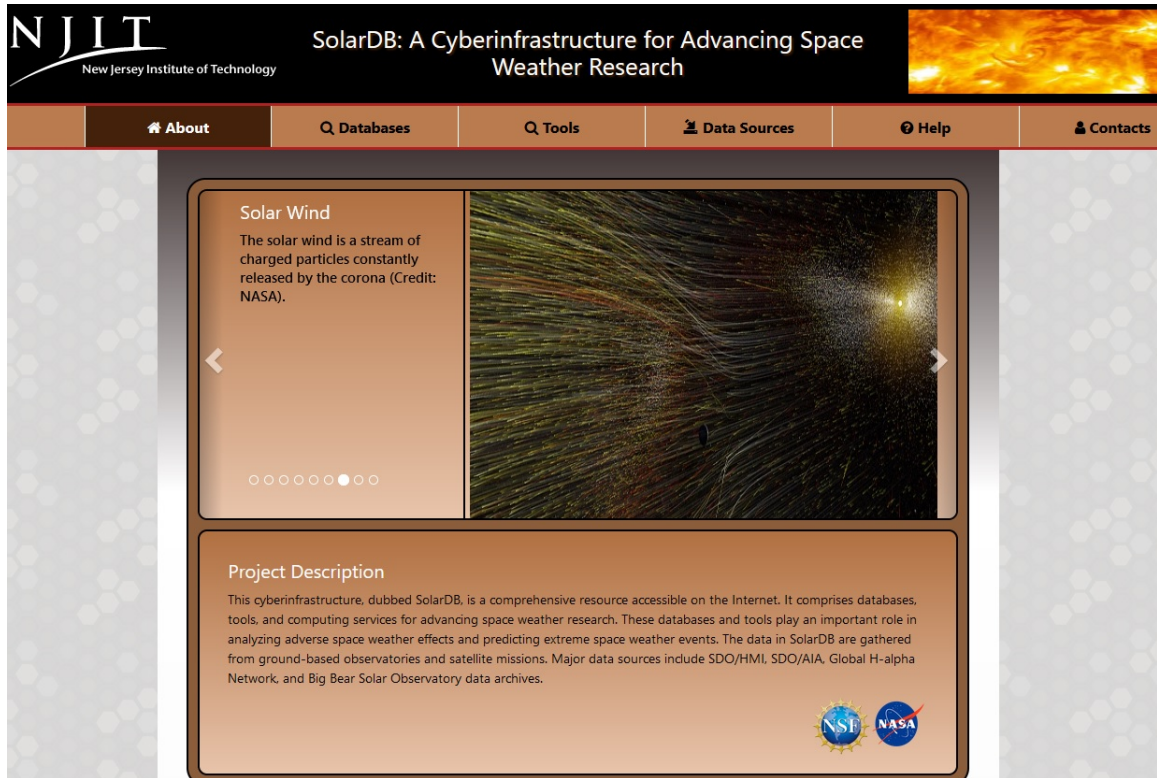 NJIT
New Jersey Institute of Technology
SolarDB: A Cyberinfrastructure for Advancing Space
Weather Research
About
Databases
Tools
Data Sources
Help
Contacts
Solar Wind
The solar wind is a stream of
charged particles constantly
released by the corona (Credit:
NASA).
Project Description
This cyberinfrastructure, dubbed SolarDB, is a comprehensive resource accessible on the Internet. It comprises databases,
tools, and computing services for advancing space weather research. These databases and tools play an important role in
analyzing adverse space weather effects and predicting extreme space weather events. The data in SolarDB are gathered
from ground-based observatories and satellite missions. Major data sources include SDO/HMI, SDO/AIA, Global H-alpha
Network, and Big Bear Solar Observatory data archives.
NSF
NASA